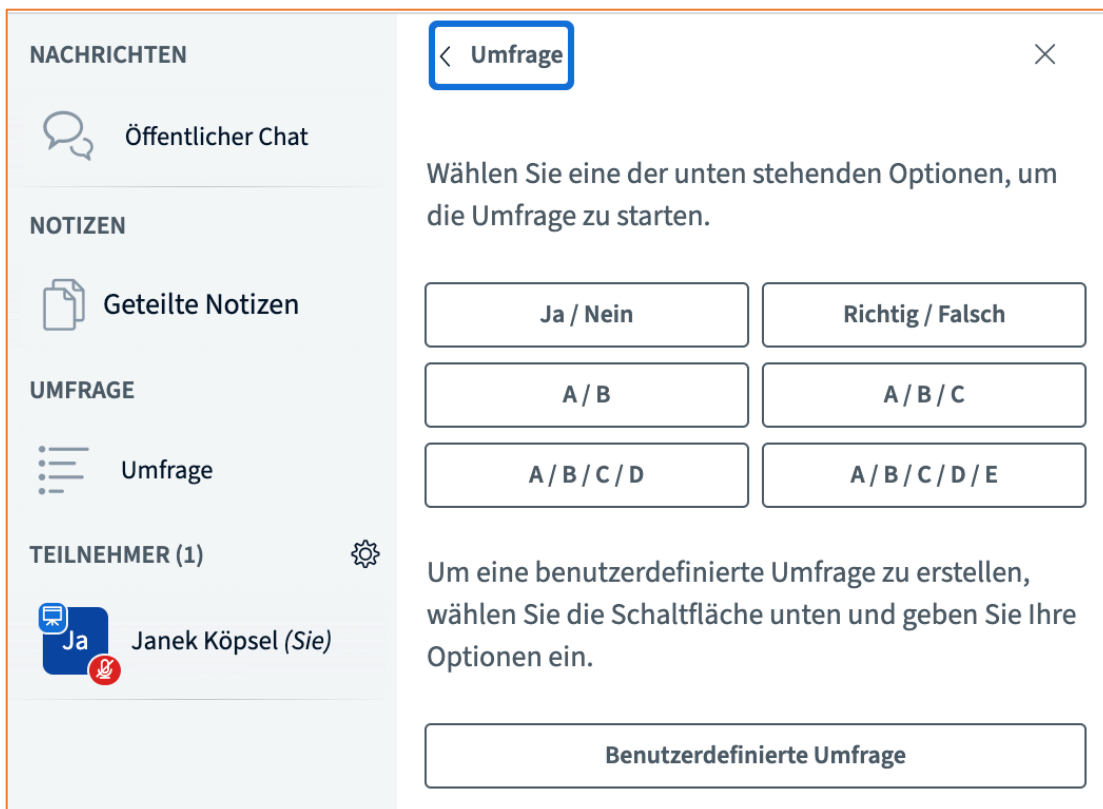 NACHRICHTEN
Öffentlicher Chat
NOTIZEN
Geteilte Notizen
UMFRAGE
Umfrage
TEILNEHMER (1)
Ja
Janek Köpsel (Sie)
Umfrage
Wählen Sie eine der unten stehenden Optionen, um
die Umfrage zu starten.
Ja / Nein
Richtig / Falsch
A / B
A / B / C
A / B / C / D
A / B / C / D / E
Um eine benutzerdefinierte Umfrage zu erstellen,
wählen Sie die Schaltfläche unten und geben Sie Ihre
Optionen ein.
Benutzerdefinierte Umfrage